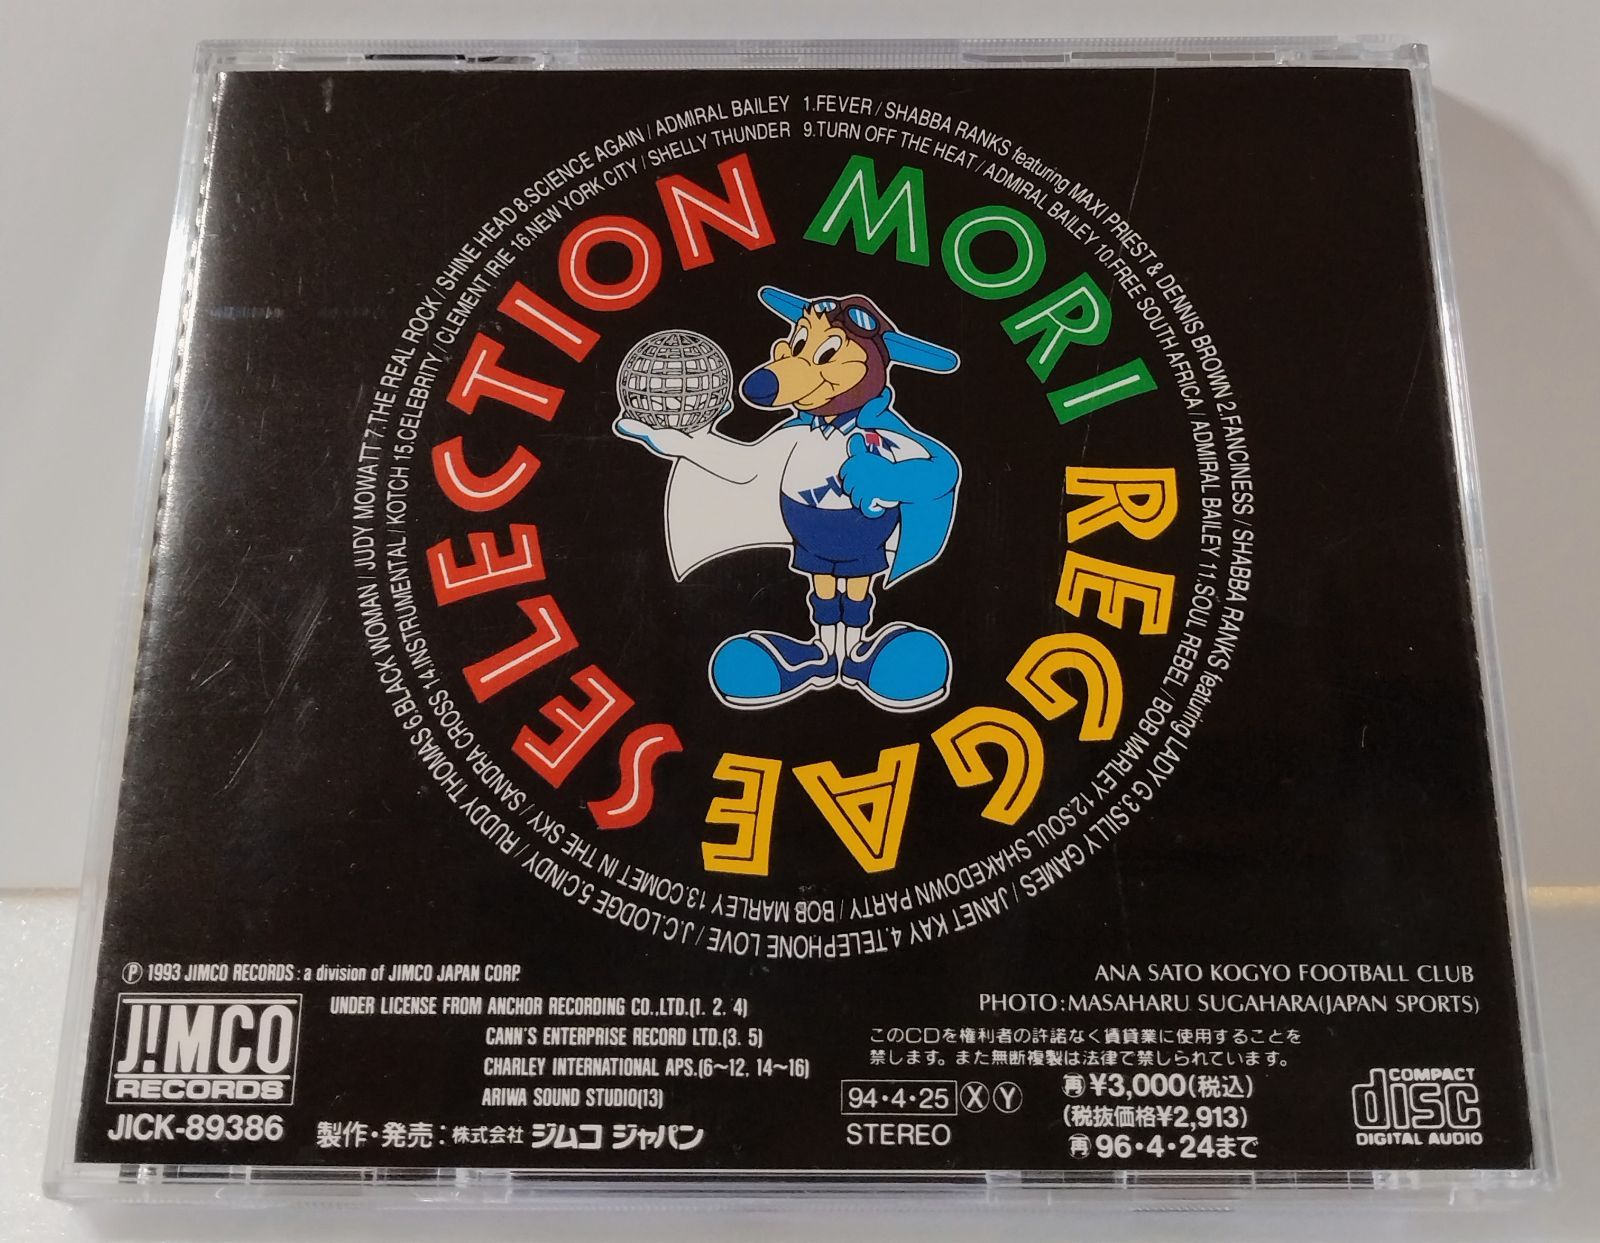 1.FEVER / SHABBA RANKS featuring MAXI PRIEST & DENNIS BROWN 2.FANCINESS / SHABBA RANKS featuring LADY G 3.SILLY GAMES / JANET KAY 4.TELEPHONE LOVE / J.C.LODGE 5.CINDY / RUDDY THOMAS 6.BLACK WOMAN / JUDY MOWATT 7.THE REAL ROCK / SHINE HEAD 8.SCIENCE AGAIN / ADMIRAL BAILEY
9.TURN OFF THE HEAT / ADMIRAL BAILEY 10.FREE SOUTH AFRICA / ADMIRAL BAILEY 11.SOUL REBEL / BOB MARLEY 12.SOUL SHAKEDOWN PARTY / BOB MARLEY 13.COMET IN THE SKY / SANDRA CROSS 14.INSTRUMENTAL / KOTCH 15.CELEBRITY / CLEMENT IRIE 16.NEW YORK CITY / SHELLY THUNDER
MORI REGGAE SELECTION
Ⓟ 1993 JIMCO RECORDS : a division of JIMCO JAPAN CORP.
UNDER LICENSE FROM ANCHOR RECORDING CO.,LTD.(1. 2. 4)
CANN'S ENTERPRISE RECORD LTD.(3. 5)
CHARLEY INTERNATIONAL APS.(6〜12. 14〜16)
ARIWA SOUND STUDIO(13)
J!MCO
RECORDS
JICK-89386
製作・発売：株式会社 ジムコ ジャパン
ANA SATO KOGYO FOOTBALL CLUB
PHOTO:MASAHARU SUGAHARA(JAPAN SPORTS)
このCDを権利者の許諾なく賃貸業に使用することを
禁します。また無断複製は法律で禁じられています。
94・4・25 Ⓧ Ⓨ
STEREO
㊢¥3,000(税込)
(税抜価格¥2,913)
再 96・4・24まで
COMPACT
disc
DIGITAL AUDIO